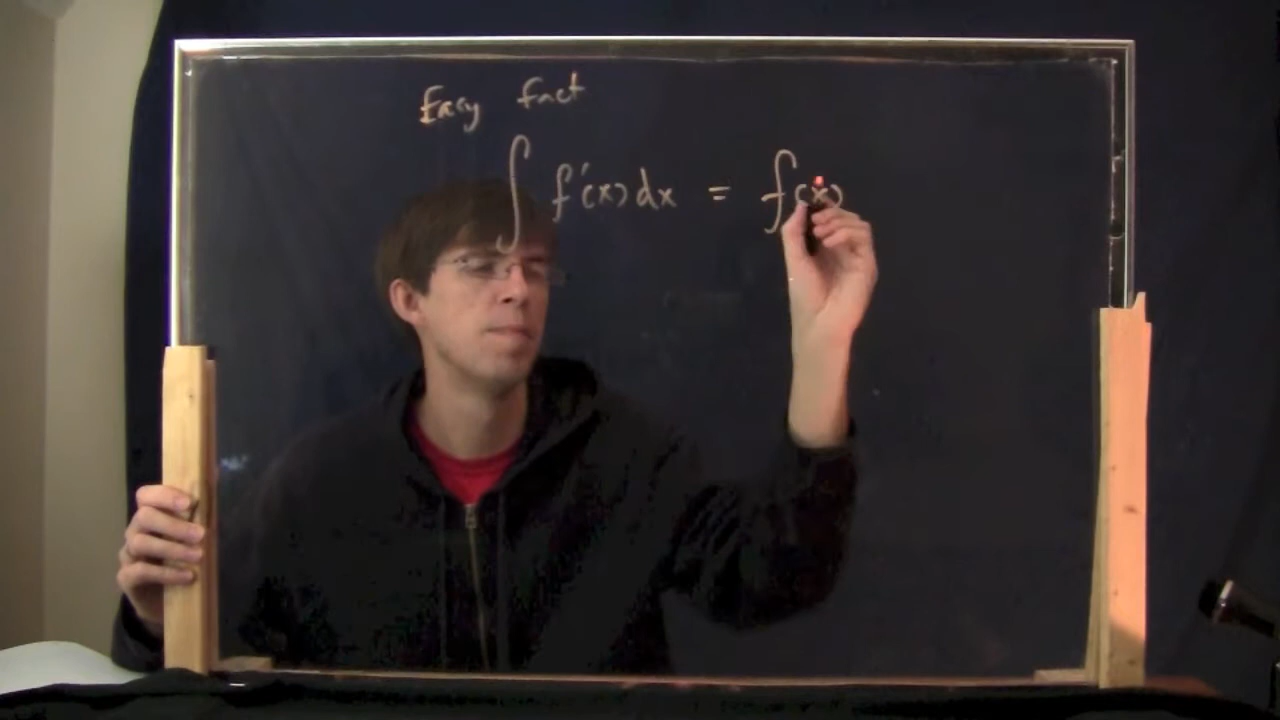 Easy fact
∫ f'(x) dx = f(x)